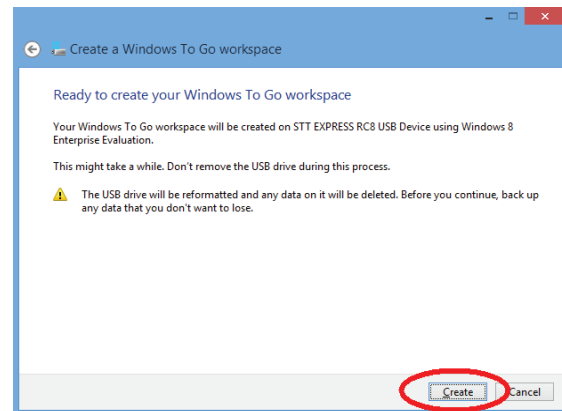 Create a Windows To Go workspace
Ready to create your Windows To Go workspace
Your Windows To Go workspace will be created on STT EXPRESS RC8 USB Device using Windows 8
Enterprise Evaluation.
This might take a while. Don't remove the USB drive during this process.
The USB drive will be reformatted and any data on it will be deleted. Before you continue, back up
any data that you don't want to lose.
Create Cancel